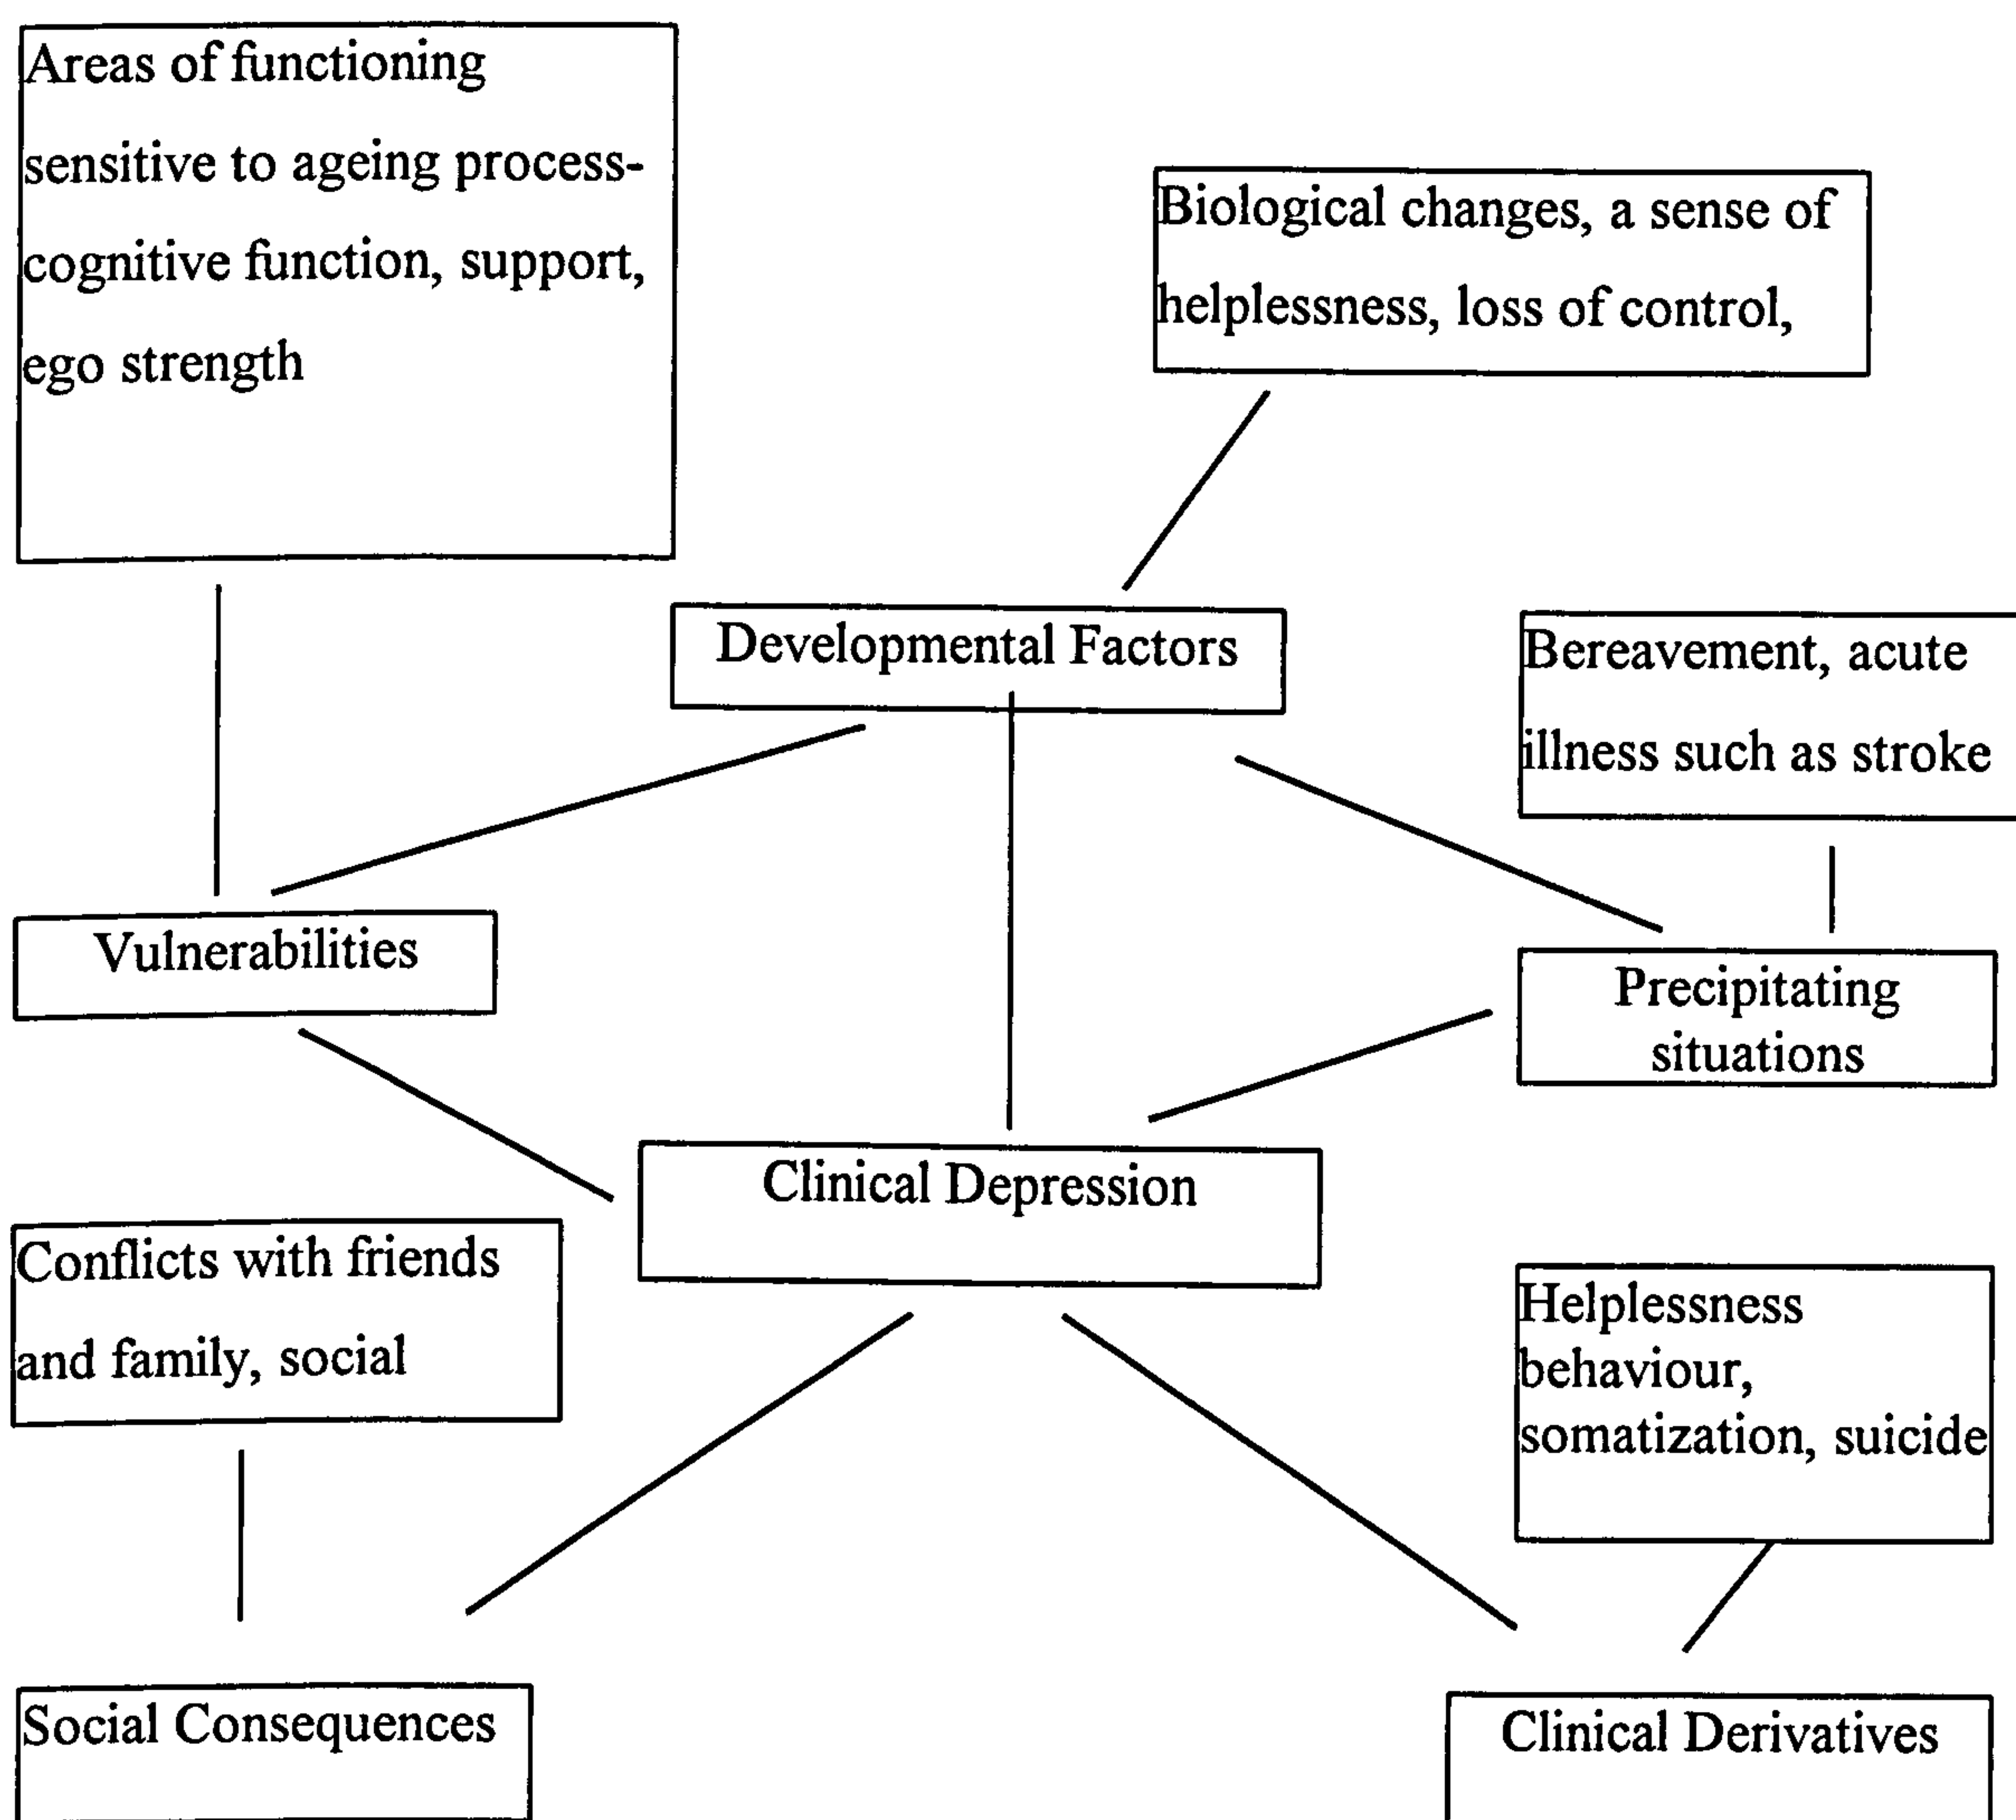 Areas of functioning
sensitive to ageing process-
cognitive function, support,
ego strength
Biological changes, a sense of
helplessness, loss of control,
Developmental Factors
Bereavement, acute
illness such as stroke
Vulnerabilities
Precipitating
situations
Clinical Depression
Conflicts with friends
and family, social
Helplessness
behaviour,
somatization, suicide
Social Consequences
Clinical Derivatives